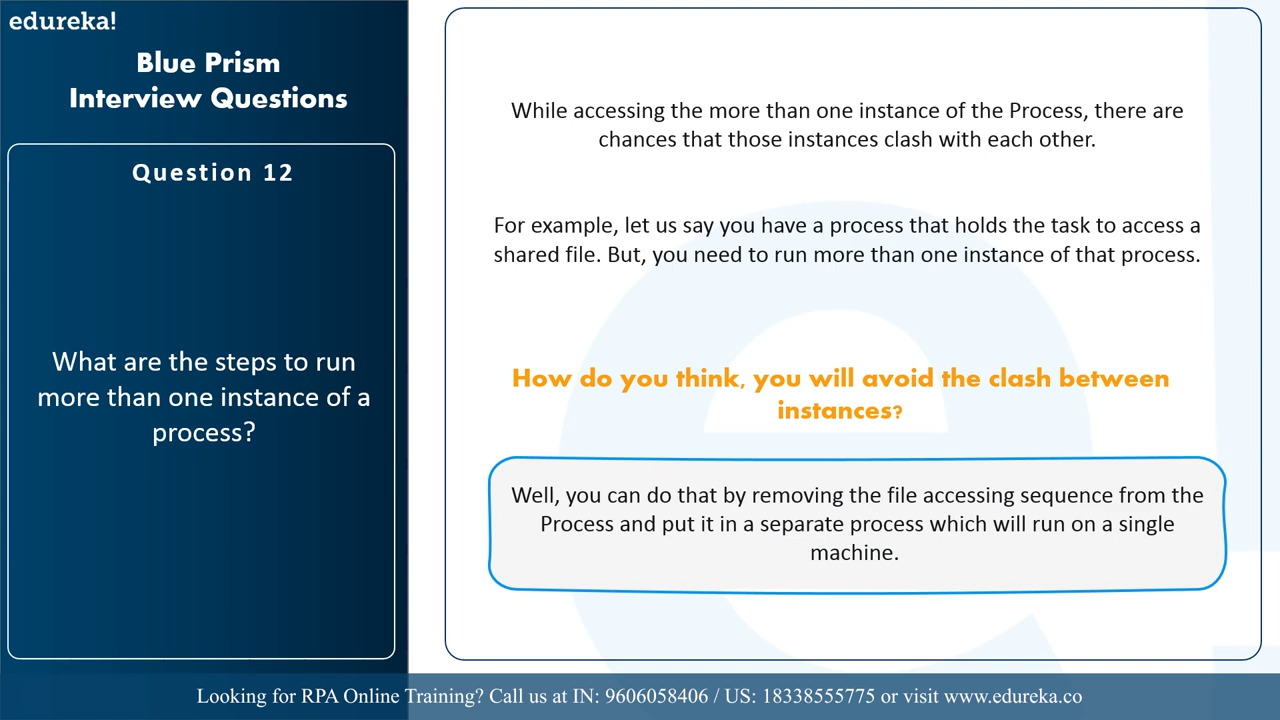 edureka!
Blue Prism
Interview Questions
Question 12
What are the steps to run
more than one instance of a
process?
While accessing the more than one instance of the Process, there are
chances that those instances clash with each other.
For example, let us say you have a process that holds the task to access a
shared file. But, you need to run more than one instance of that process.
How do you think, you will avoid the clash between
instances?
Well, you can do that by removing the file accessing sequence from the
Process and put it in a separate process which will run on a single
machine.
Looking for RPA Online Training? Call us at IN: 9606058406 / US: 18338555775 or visit www.edureka.co